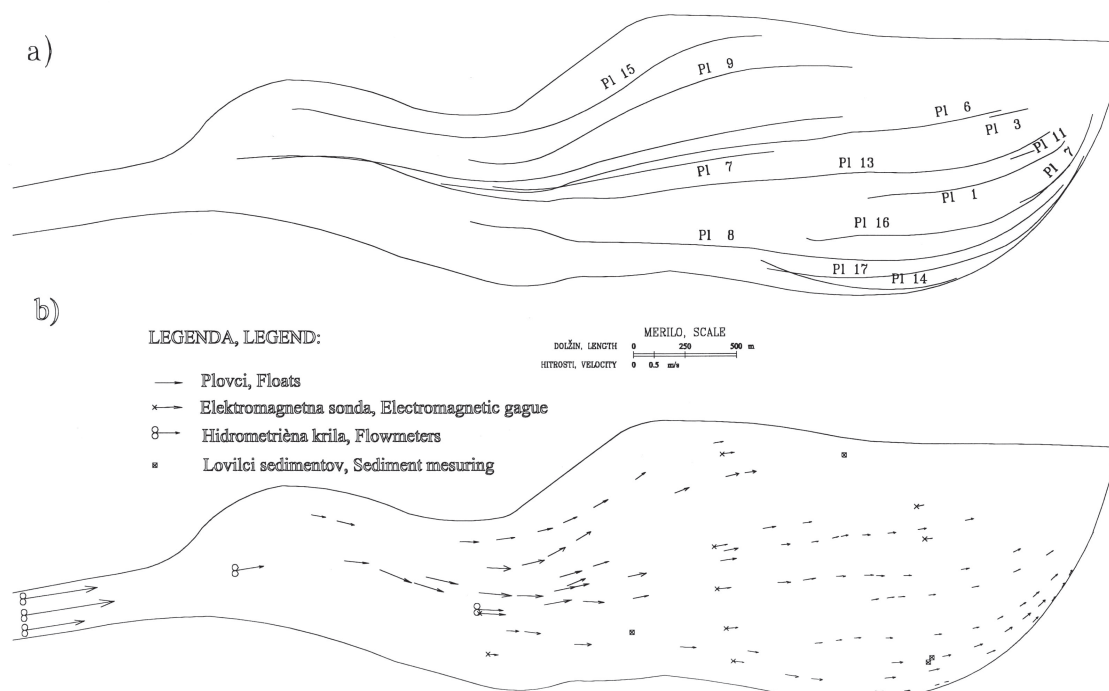 a)
Pl 15
Pl 9
Pl 6
Pl 3
Pl 11
Pl 7
Pl 13
Pl 7
Pl 1
Pl 16
Pl 8
Pl 17
Pl 14
b)
LEGENDA, LEGEND:
MERILO, SCALE
DOLŽIN, LENGTH 0 250 500 m
HITROSTI, VELOCITY 0 0.5 m/s
Plovci, Floats
Elektromagnetna sonda, Electromagnetic gague
Hidrometrièna krila, Flowmeters
Lovilci sedimentov, Sediment mesuring